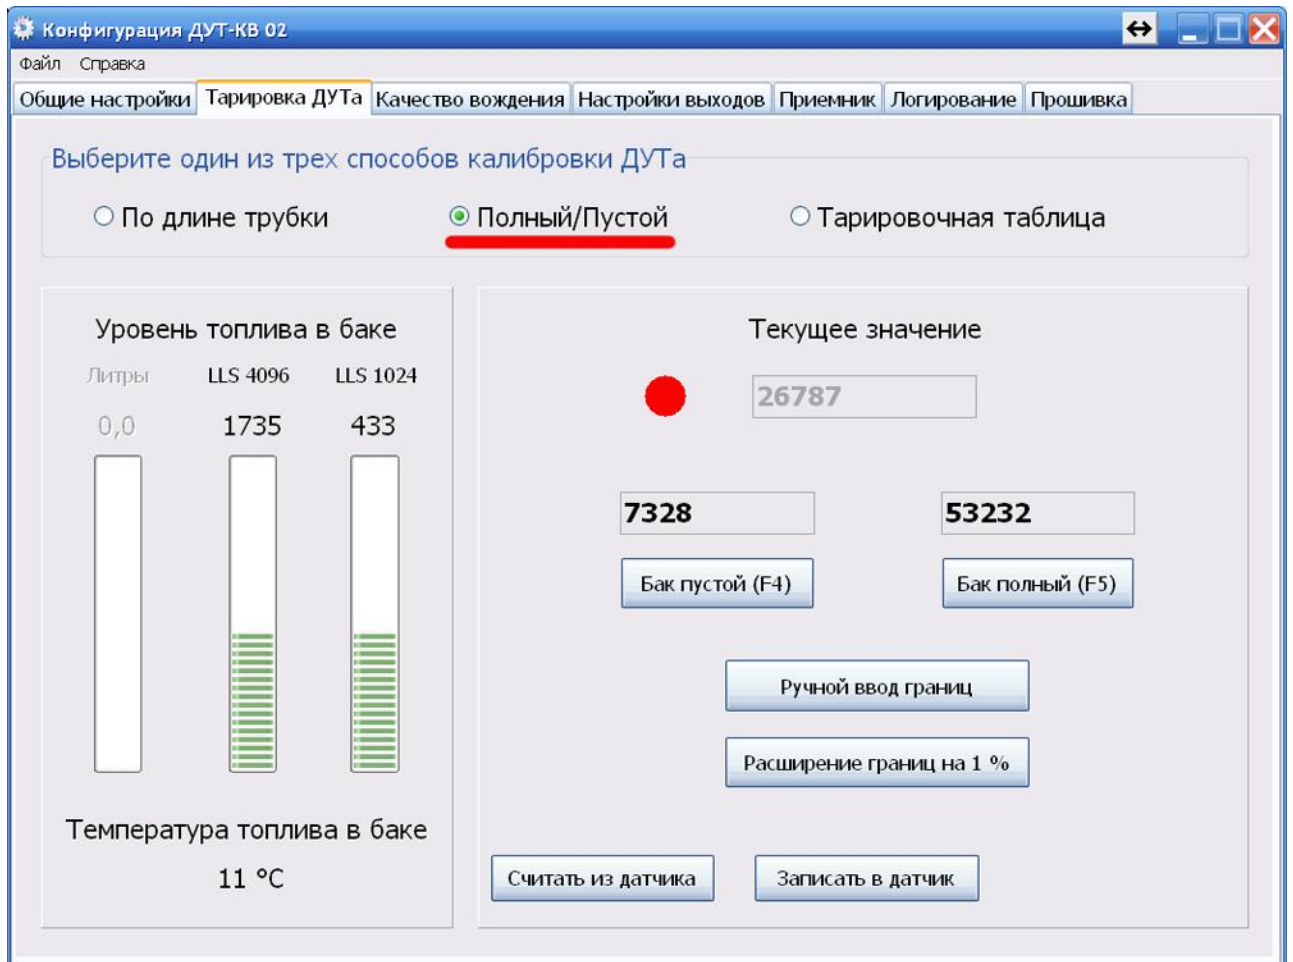 Конфигурация ДУТ-КВ 02
Файл Справка
Общие настройки Тарировка ДУТа Качество вождения Настройки выходов Приемник Логирование Прошивка
Выберите один из трех способов калибровки ДУТа
По длине трубки Полный/Пустой Тарировочная таблица
Уровень топлива в баке
Литры LLS 4096 LLS 1024
0,0 1735 433
Температура топлива в баке
11 °C
Текущее значение
26787
7328 53232
Бак пустой (F4) Бак полный (F5)
Ручной ввод границ
Расширение границ на 1 %
Считать из датчика Записать в датчик